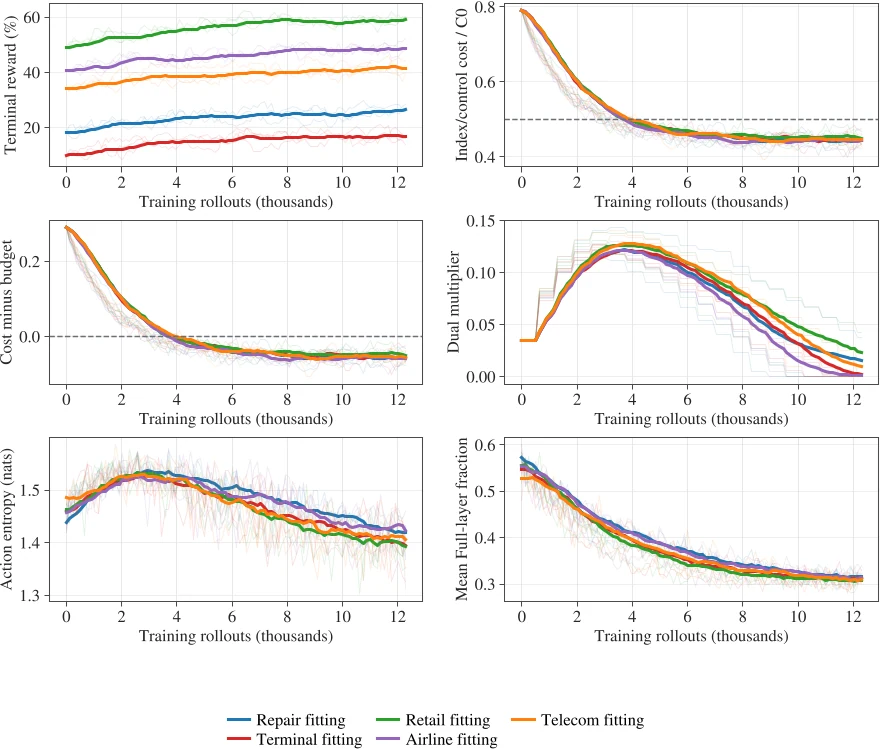 Terminal reward (%)
60
40
20
0 2 4 6 8 10 12
Training rollouts (thousands)
Index/control cost / C0
0.8
0.6
0.4
0 2 4 6 8 10 12
Training rollouts (thousands)
Cost minus budget
0.2
0.0
0 2 4 6 8 10 12
Training rollouts (thousands)
Dual multiplier
0.15
0.10
0.05
0.00
0 2 4 6 8 10 12
Training rollouts (thousands)
Action entropy (nats)
1.5
1.4
1.3
0 2 4 6 8 10 12
Training rollouts (thousands)
Mean Full-layer fraction
0.6
0.5
0.4
0.3
0 2 4 6 8 10 12
Training rollouts (thousands)
Repair fitting Retail fitting Telecom fitting
Terminal fitting Airline fitting